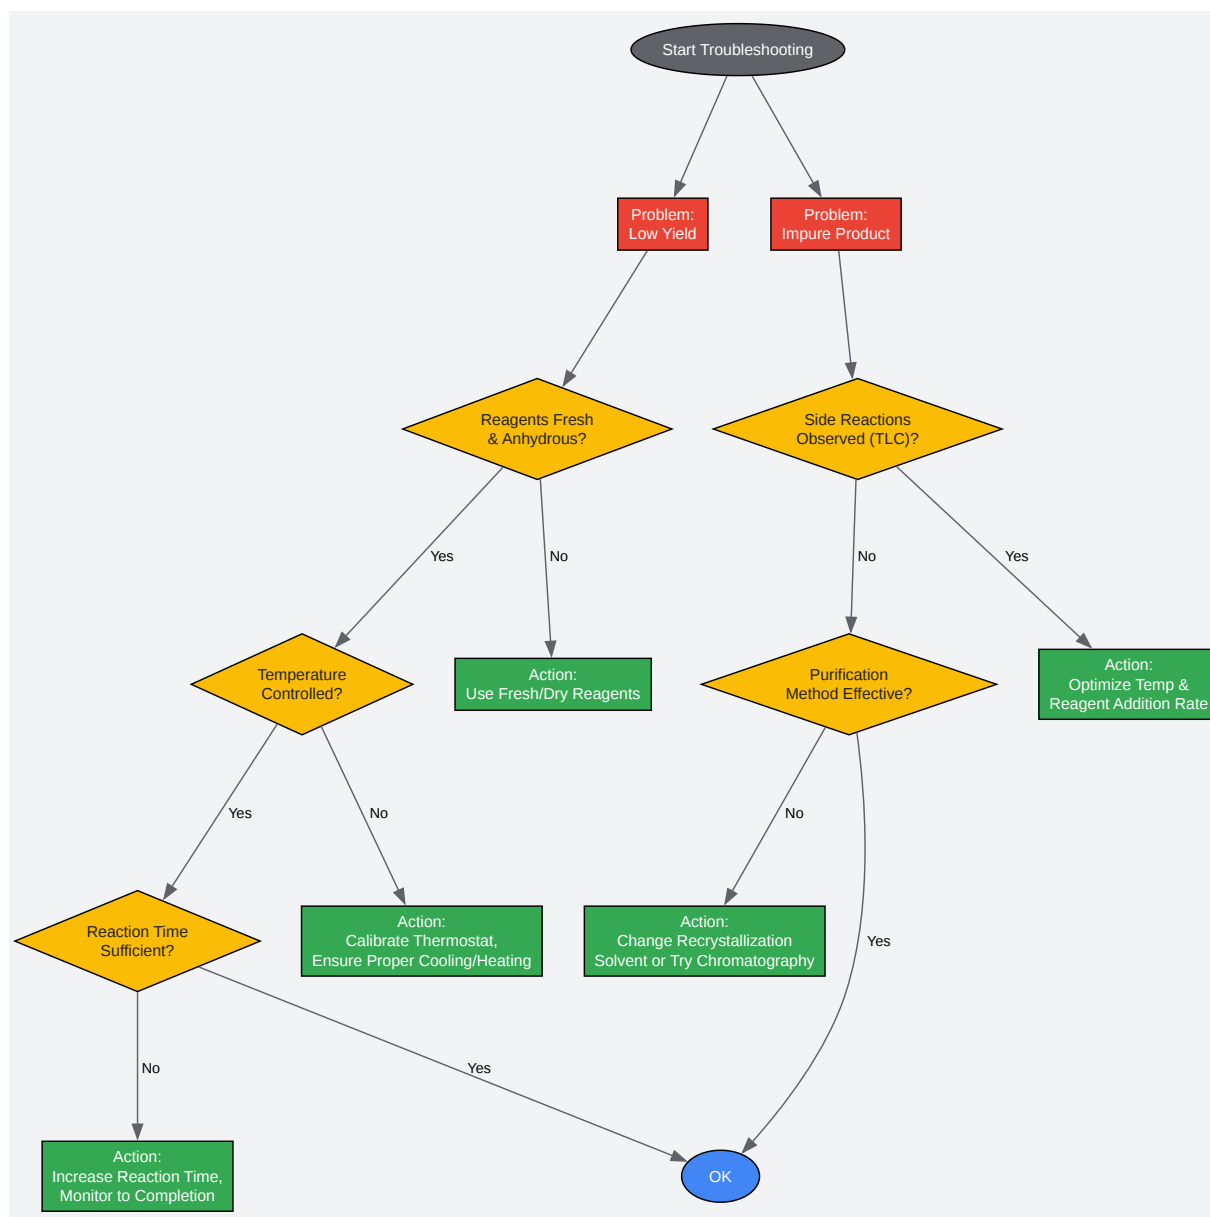 Start Troubleshooting
Problem:
Low Yield
Problem:
Impure Product
Reagents Fresh
& Anhydrous?
Side Reactions
Observed (TLC)?
Yes
No
No
Yes
Temperature
Controlled?
Action:
Use Fresh/Dry Reagents
Purification
Method Effective?
Action:
Optimize Temp &
Reagent Addition Rate
Yes
No
No
Yes
Reaction Time
Sufficient?
Action:
Calibrate Thermostat,
Ensure Proper Cooling/Heating
Action:
Change Recrystallization
Solvent or Try Chromatography
No
Yes
Action:
Increase Reaction Time,
Monitor to Completion
OK